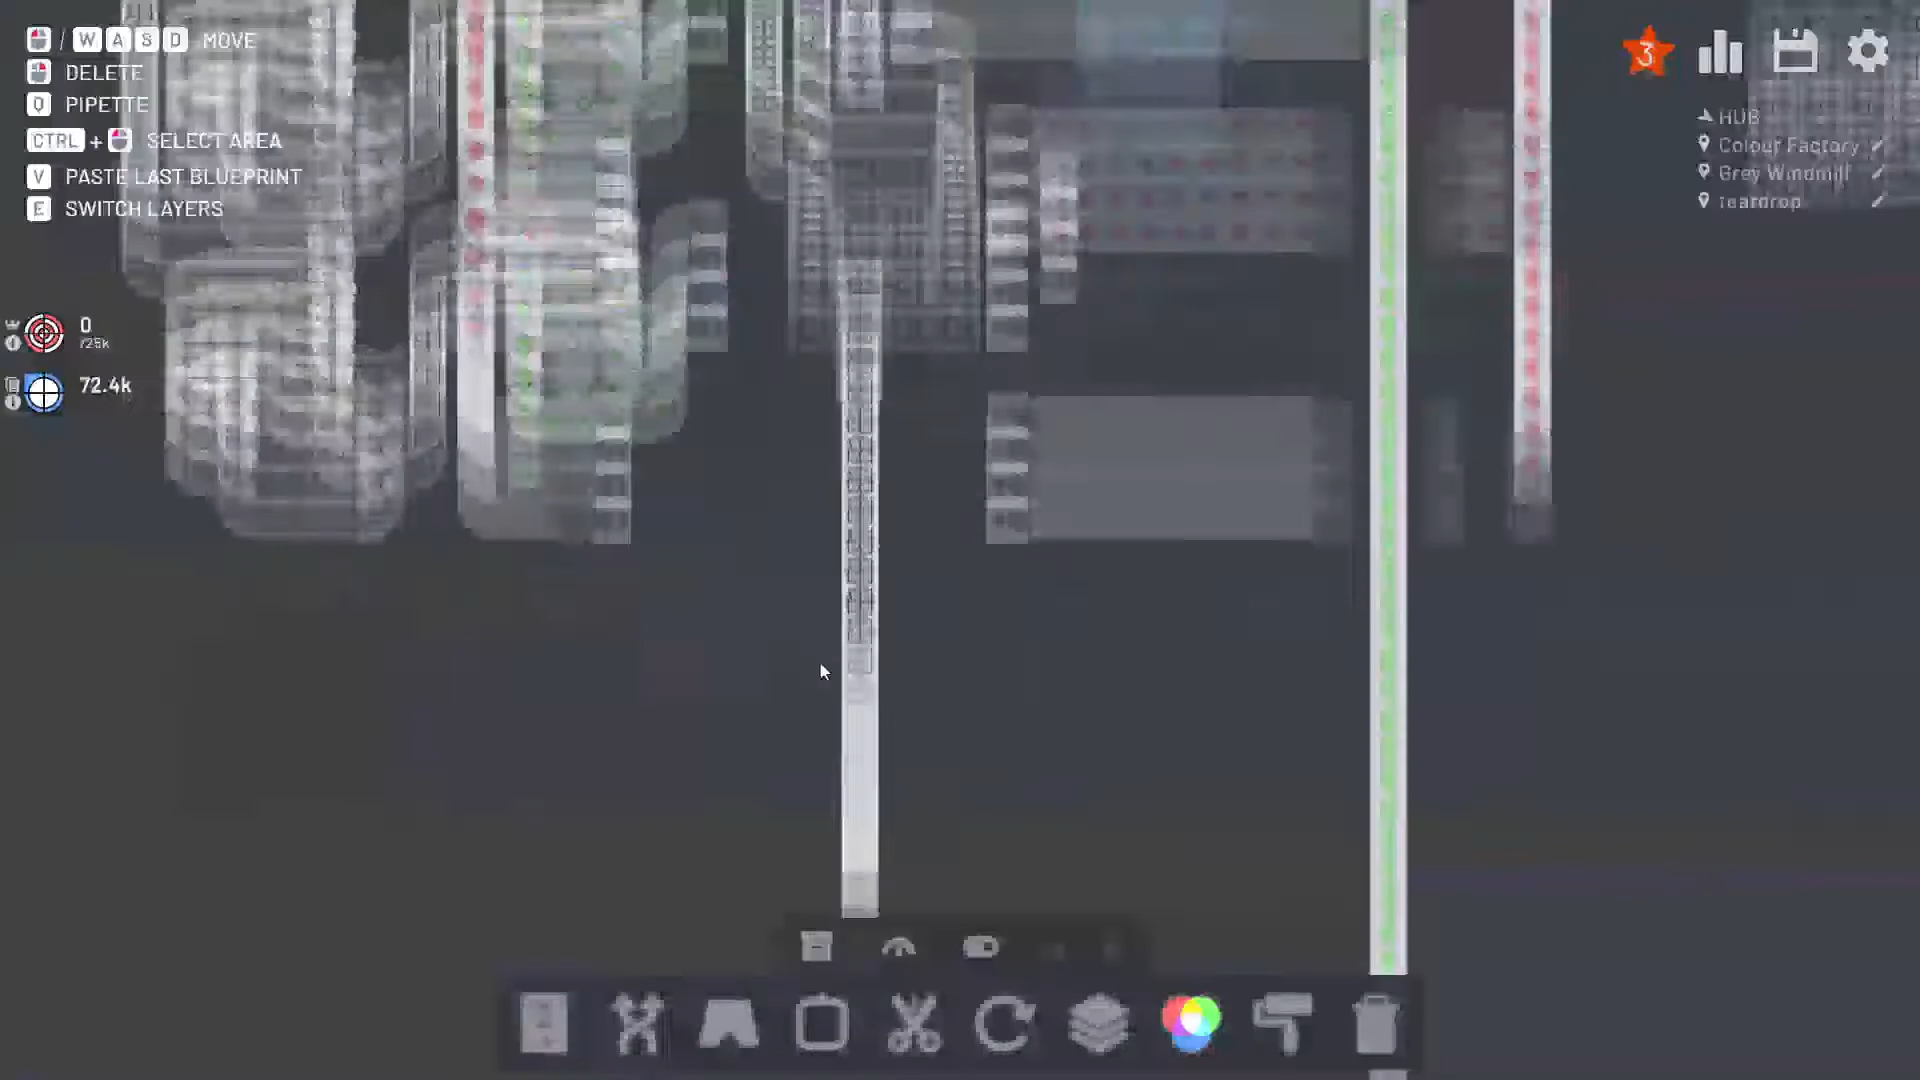 / W A S D MOVE
DELETE
Q PIPETTE
CTRL + SELECT AREA
V PASTE LAST BLUEPRINT
E SWITCH LAYERS
3
HUB
Colour Factory
Grey Windmill
teardrop
0
/25k
72.4k